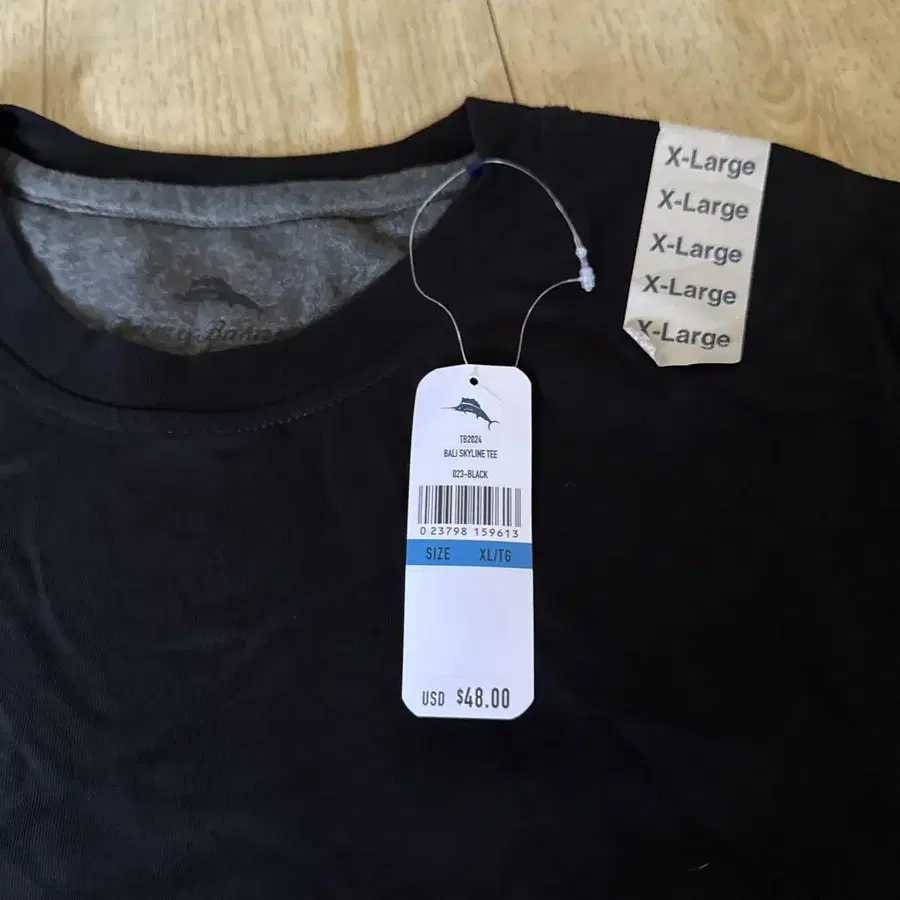 X-Large
X-Large
X-Large
X-Large
X-Large
TB2024
BALI SKYLINE TEE
023-BLACK
0 23798 159613
SIZE XL/TG
USD $48.00